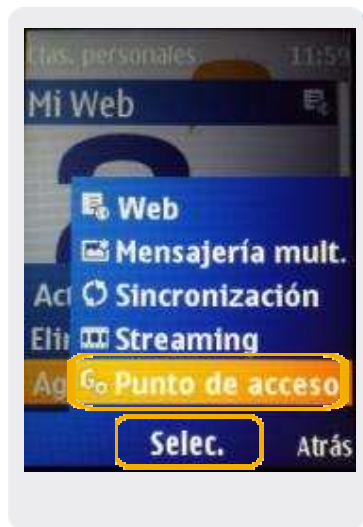 Ctas. personales 11:59
Mi Web
Web
Mensajería mult.
Sincronización
Streaming
Punto de acceso
Selec. Atrás